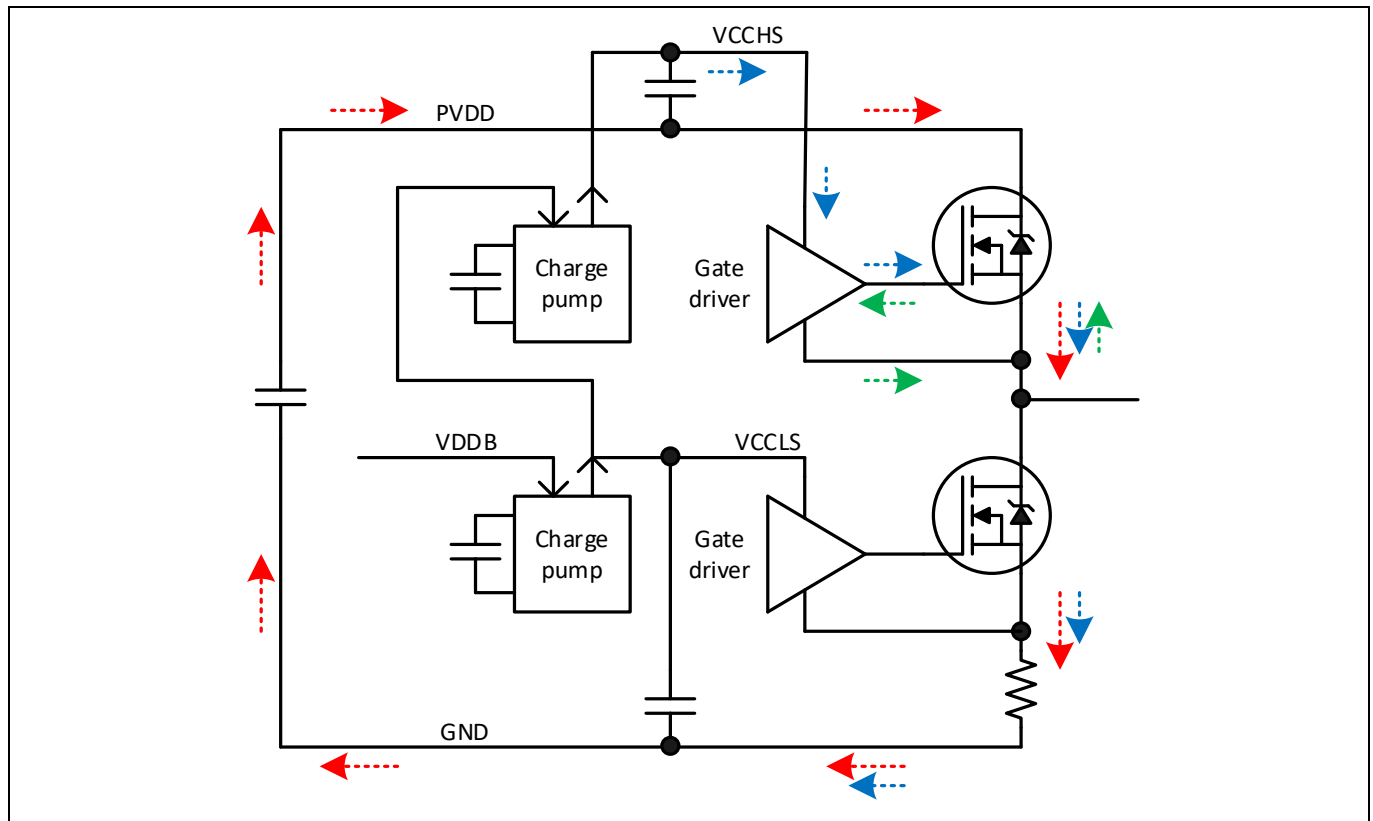 VCCHS
PVDD
Charge
pump
Gate
driver
VDDB
VCCLS
Charge
pump
Gate
driver
GND